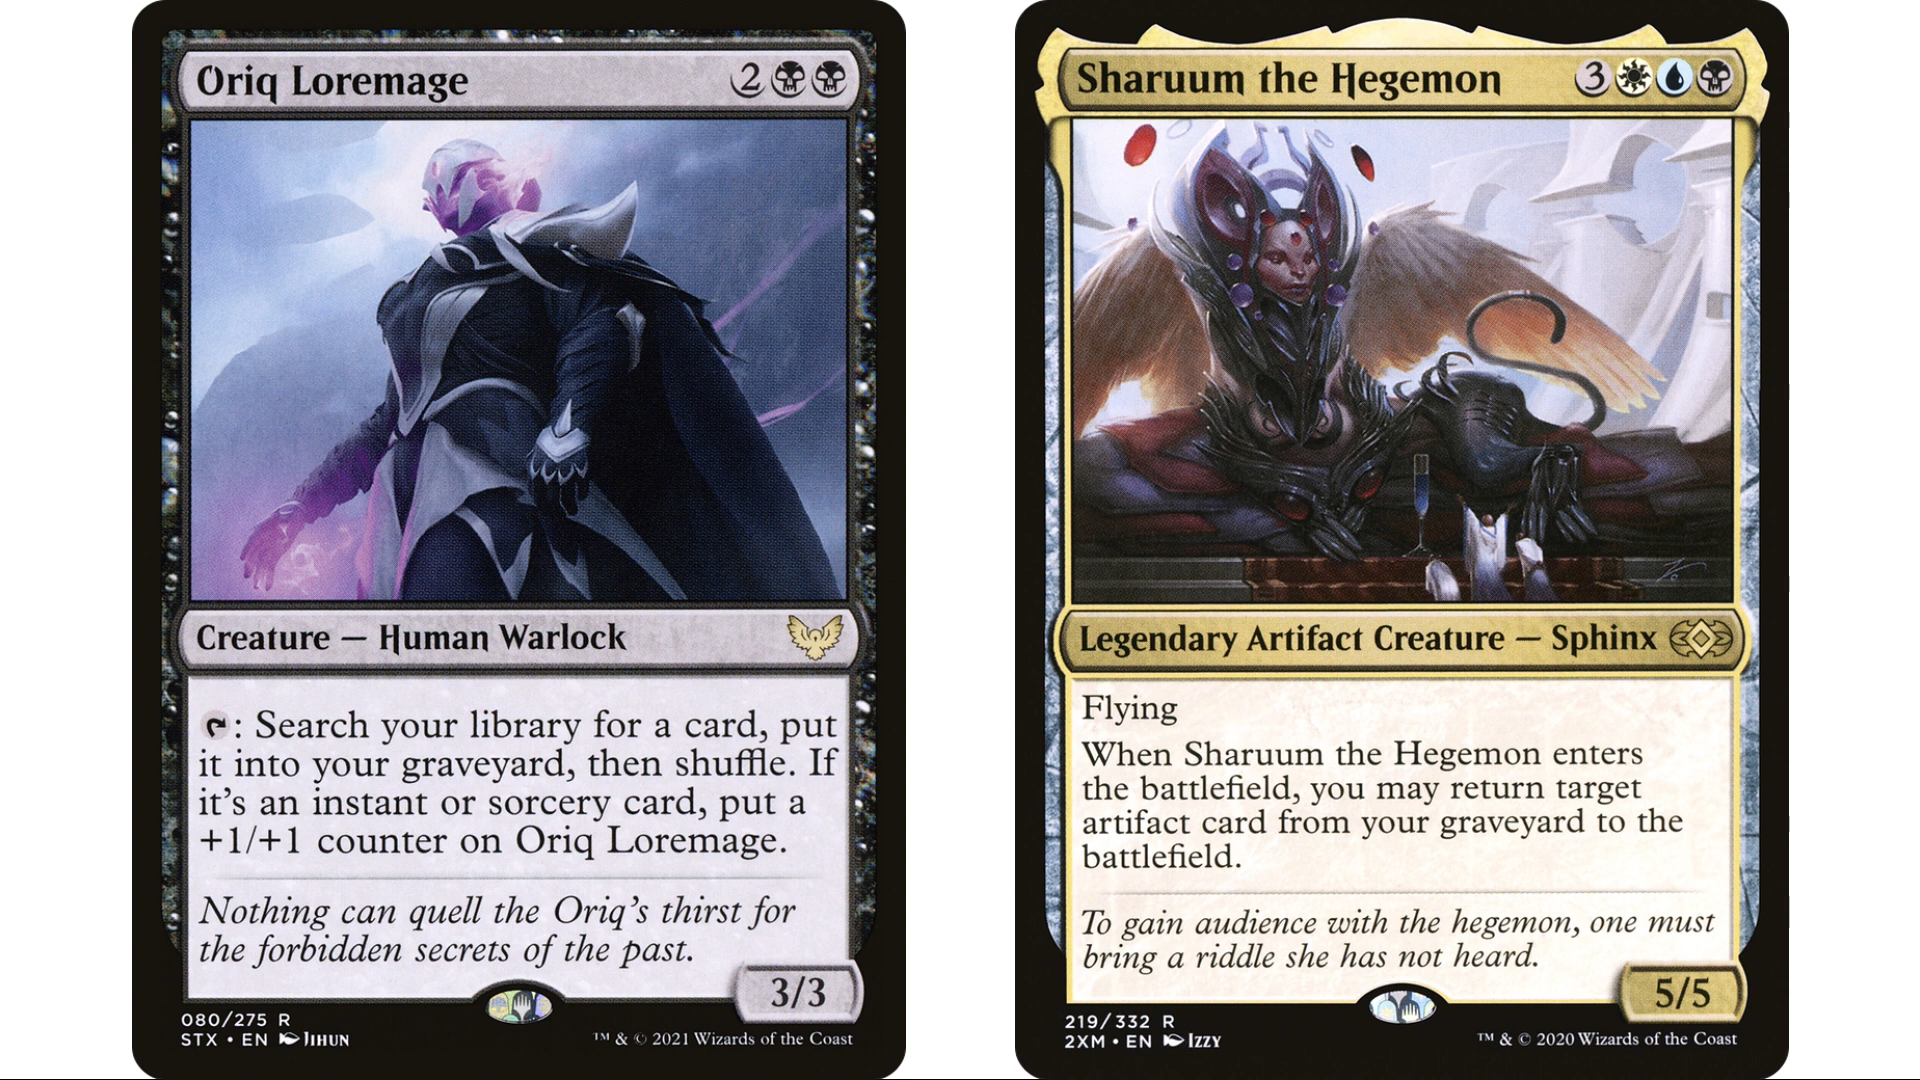 Oriq Loremage 2
Creature — Human Warlock
: Search your library for a card, put
it into your graveyard, then shuffle. If
it's an instant or sorcery card, put a
+1/+1 counter on Oriq Loremage.
Nothing can quell the Oriq's thirst for
the forbidden secrets of the past.
3/3
080/275 R
STX • EN JIHUN
™ & © 2021 Wizards of the Coast
Sharuum the Hegemon 3
Legendary Artifact Creature — Sphinx
Flying
When Sharuum the Hegemon enters
the battlefield, you may return target
artifact card from your graveyard to the
battlefield.
To gain audience with the hegemon, one must
bring a riddle she has not heard.
5/5
219/332 R
2XM • EN IZZY
™ & © 2020 Wizards of the Coast